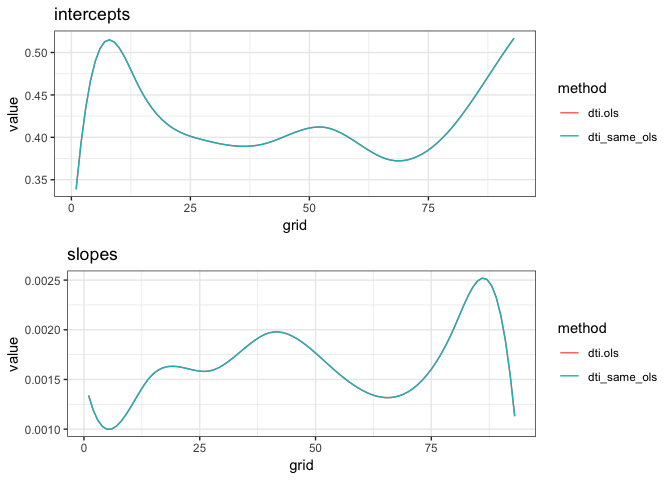 intercepts
0.50
0.45
0.40
0.35
value
0
25
50
75
grid
method
dti.ols
dti_same_ols
slopes
0.0025
0.0020
0.0015
0.0010
value
0
25
50
75
grid
method
dti.ols
dti_same_ols